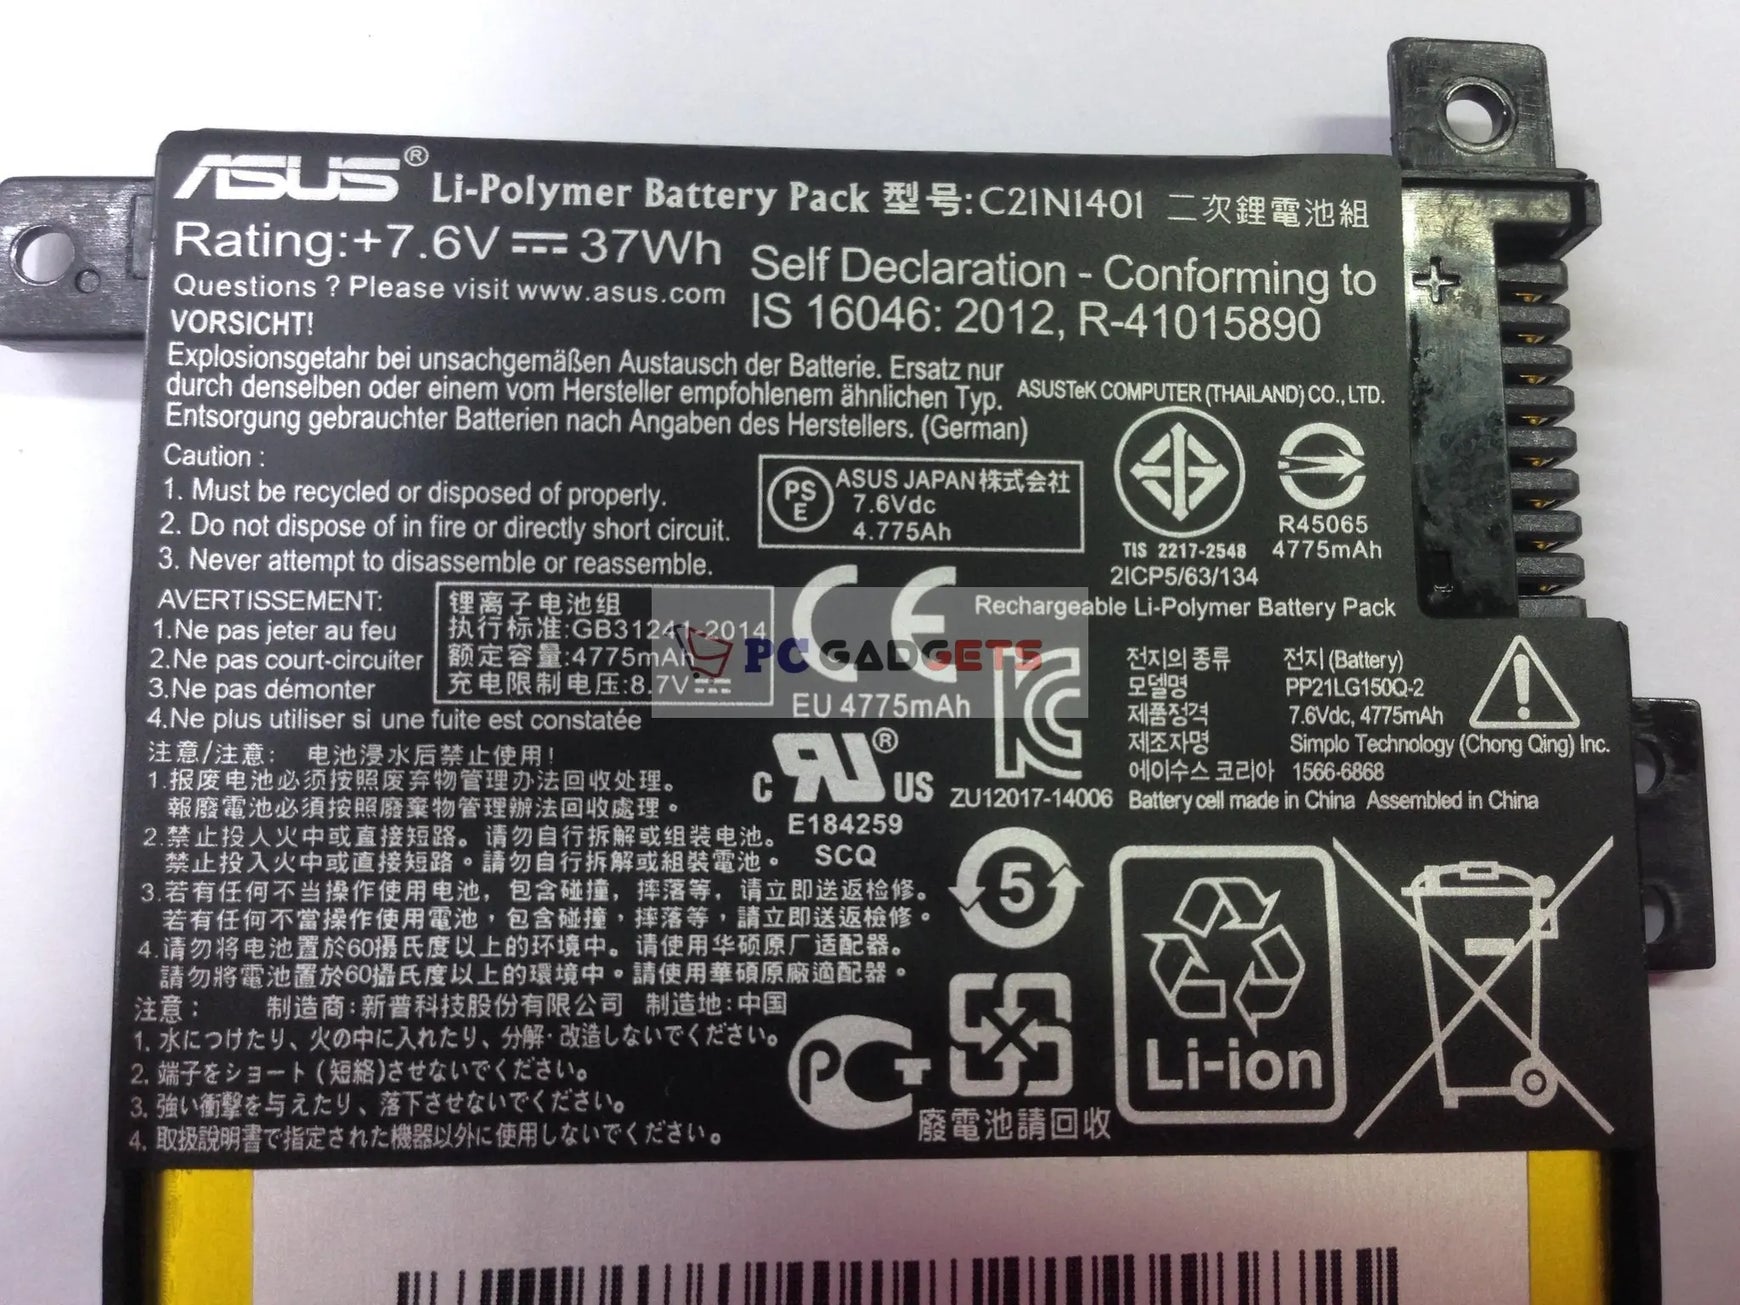 ASUS® Li-Polymer Battery Pack 型号:C21N1401 二次鋰電池組
Rating:+7.6V⎓37Wh
Questions ? Please visit www.asus.com
Self Declaration - Conforming to
IS 16046: 2012, R-41015890
VORSICHT!
Explosionsgetahr bei unsachgemäßen Austausch der Batterie. Ersatz nur
durch denselben oder einem vom Hersteller empfohlenem ähnlichen Typ.
Entsorgung gebrauchter Batterien nach Angaben des Herstellers. (German)
ASUSTeK COMPUTER (THAILAND) CO., LTD.
Caution :
1. Must be recycled or disposed of properly.
2. Do not dispose of in fire or directly short circuit.
3. Never attempt to disassemble or reassemble.
PS
E
ASUS JAPAN株式会社
7.6Vdc
4.775Ah
TIS 2217-2548
2ICP5/63/134
R45065
4775mAh
+
-
AVERTISSEMENT:
1.Ne pas jeter au feu
2.Ne pas court-circuiter
3.Ne pas démonter
4.Ne plus utiliser si une fuite est constatée
锂离子电池组
执行标准:GB31241-2014
额定容量:4775mAh
充电限制电压:8.7V⎓
CE
EU 4775mAh
PC GADGETS
Rechargeable Li-Polymer Battery Pack
전지의 종류 전지 (Battery)
모델명 PP21LG150Q-2
제품정격 7.6Vdc, 4775mAh
제조자명 Simplo Technology (Chong Qing) Inc.
에이수스 코리아 1566-6868
ZU12017-14006 Battery cell made in China Assembled in China
C RU® US
E184259
SCQ
注意/注意: 电池浸水后禁止使用!
1.报废电池必须按照废弃物管理办法回收处理。
報廢電池必須按照廢棄物管理辦法回收處理。
2.禁止投入火中或直接短路。请勿自行拆解或组装电池。
禁止投入火中或直接短路。請勿自行拆解或組裝電池。
3.若有任何不当操作使用电池，包含碰撞，摔落等，请立即送返检修。
若有任何不當操作使用電池，包含碰撞，摔落等，請立即送返檢修。
4.请勿将电池置於60攝氏度以上的环境中。请使用华硕原厂适配器。
請勿將電池置於60攝氏度以上的環境中。請使用華碩原廠適配器。
注意： 制造商:新普科技股份有限公司 制造地:中国
1. 水につけたり、火の中に入れたり、分解・改造しないでください。
2. 端子をショート（短絡）させないでください。
3. 強い衝撃を与えたり、落下させないでください。
4. 取扱説明書で指定された機器以外に使用しないでください。
5
PCT
廢電池請回收
Li-ion